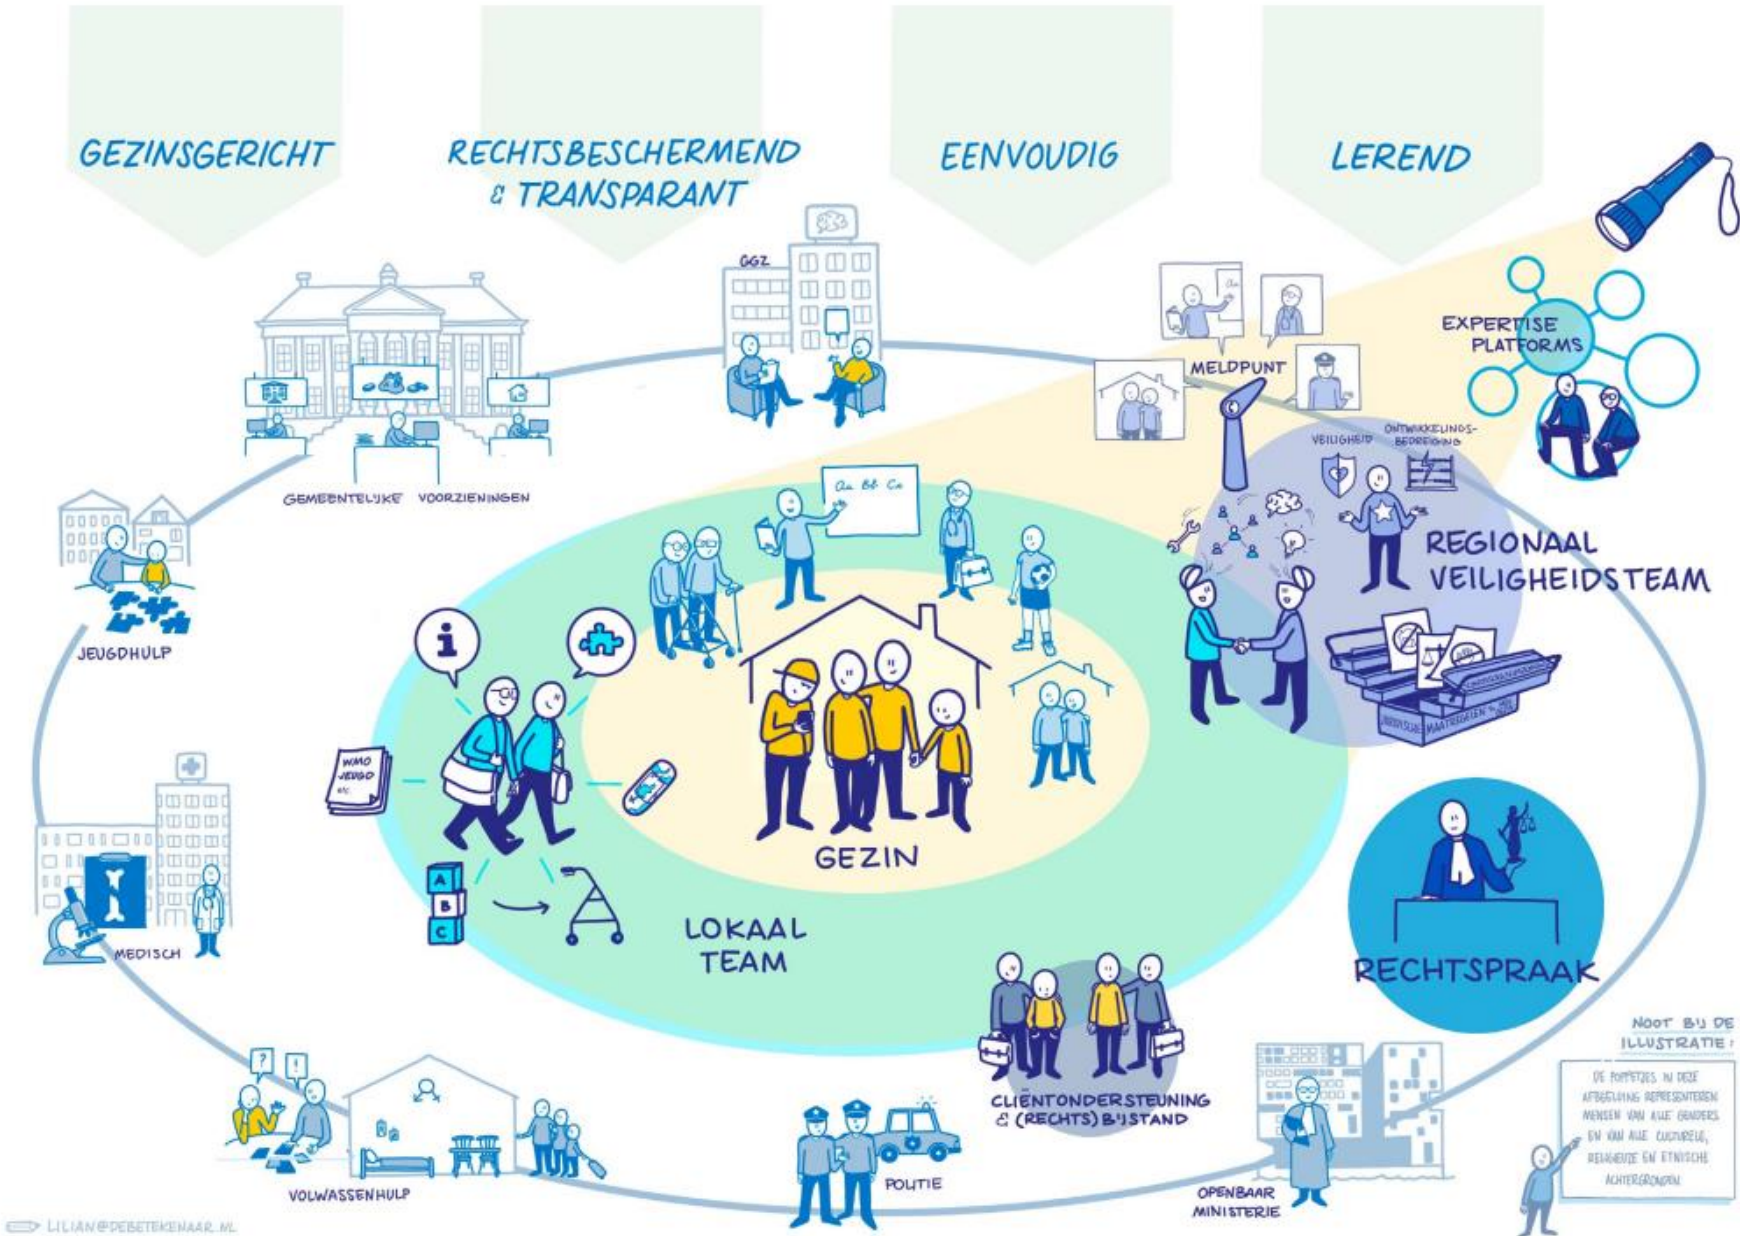 GEZINSGERICHT
RECHTSBESCHERMEND
& TRANSPARANT
EENVOUDIG
LEREND
GGZ
MELDPUNT
EXPERTISE
PLATFORMS
VEILIGHEID
ONTWIKKELINGS-
BEDREIGING
GEMEENTELIJKE VOORZIENINGEN
Aa Bb Cc
REGIONAAL
VEILIGHEIDSTEAM
i
JEUGDHULP
JURIDISCHE MAATREGELEN
WMO
JEUGD
etc.
GEZIN
A
B
C
LOKAAL
TEAM
MEDISCH
RECHTSPRAAK
NOOT BIJ DE
ILLUSTRATIE:
DE POPPETJES IN DEZE
AFBEELDING REPRESENTEREN
MENSEN VAN ALLE GENDERS
EN VAN ALLE CULTURELE,
RELIGIEUZE EN ETNISCHE
ACHTERGRONDEN
? !
CLIËNTONDERSTEUNING
& (RECHTS)BIJSTAND
VOLWASSENHULP
POLITIE
OPENBAAR
MINISTERIE
LILIAN@DEBETEKENAAR.NL